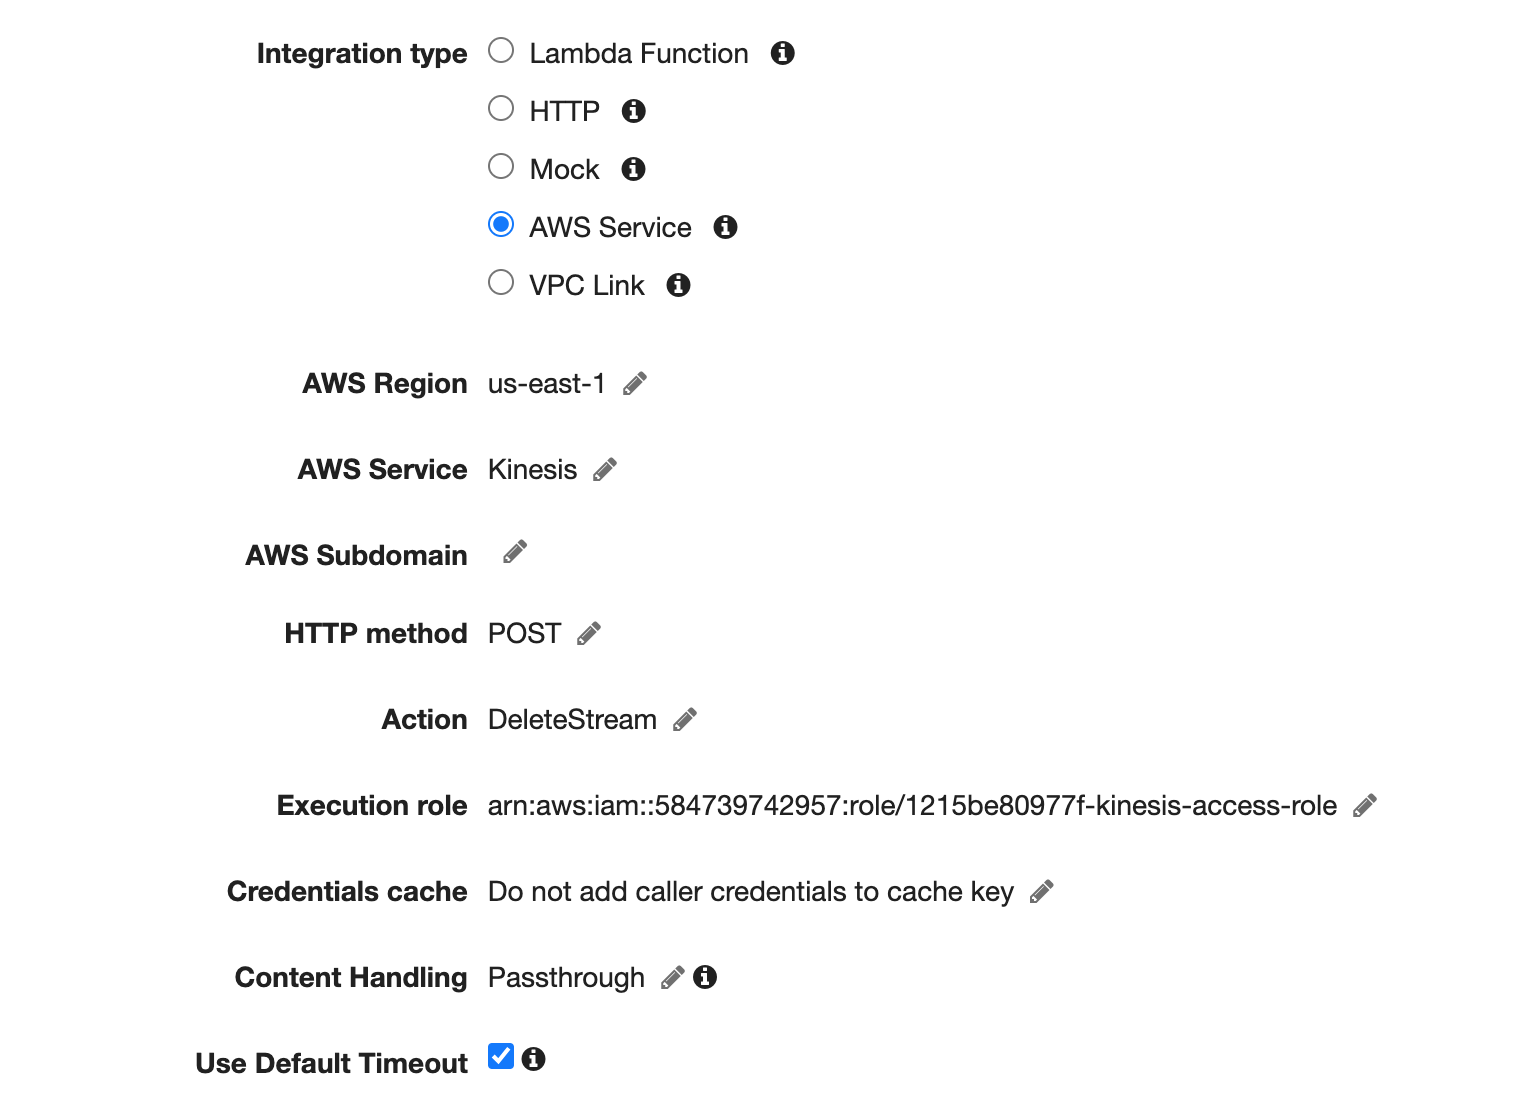 Integration type Lambda Function
HTTP
Mock
AWS Service
VPC Link
AWS Region us-east-1
AWS Service Kinesis
AWS Subdomain
HTTP method POST
Action DeleteStream
Execution role arn:aws:iam::584739742957:role/1215be80977f-kinesis-access-role
Credentials cache Do not add caller credentials to cache key
Content Handling Passthrough
Use Default Timeout